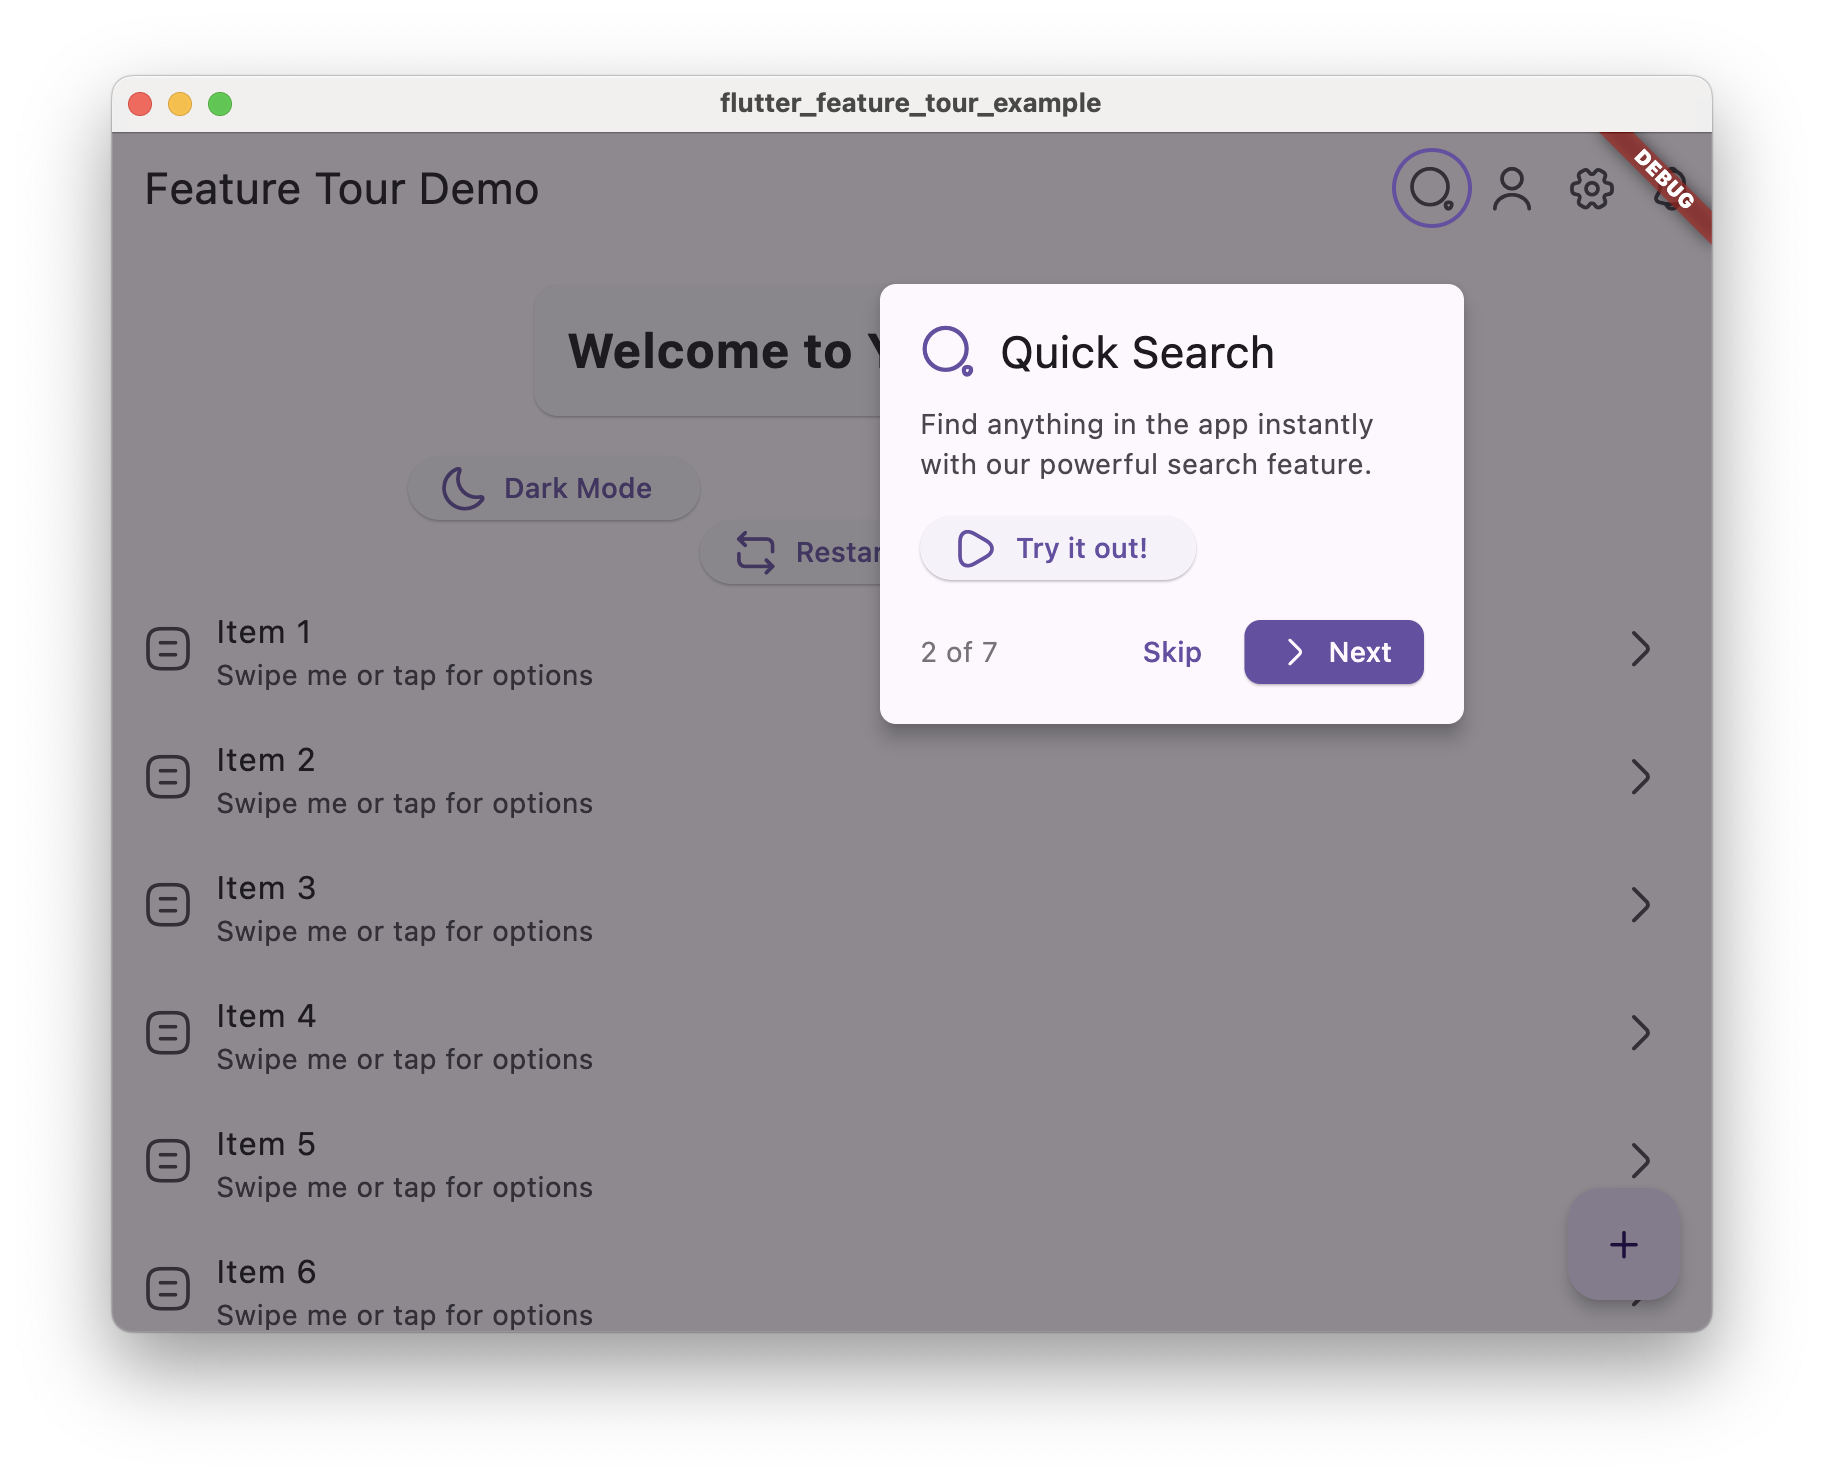 flutter_feature_tour_example
Feature Tour Demo
DEBUG
Welcome to
Quick Search
Find anything in the app instantly
with our powerful search feature.
Dark Mode
Try it out!
2 of 7
Skip
Next
Item 1
Swipe me or tap for options
Item 2
Swipe me or tap for options
Item 3
Swipe me or tap for options
Item 4
Swipe me or tap for options
Item 5
Swipe me or tap for options
Item 6
Swipe me or tap for options